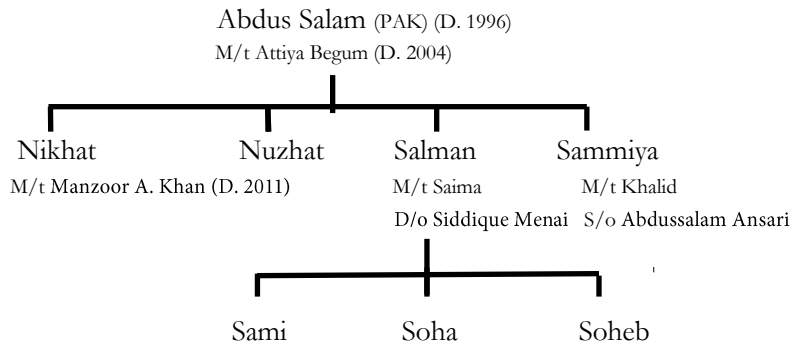 Abdus Salam (PAK) (D. 1996)
M/t Attiya Begum (D. 2004)
Nikhat Nuzhat Salman Sammiya
M/t Manzoor A. Khan (D. 2011) M/t Saima M/t Khalid
D/o Siddique Menai S/o Abdussalam Ansari
Sami Soha Soheb